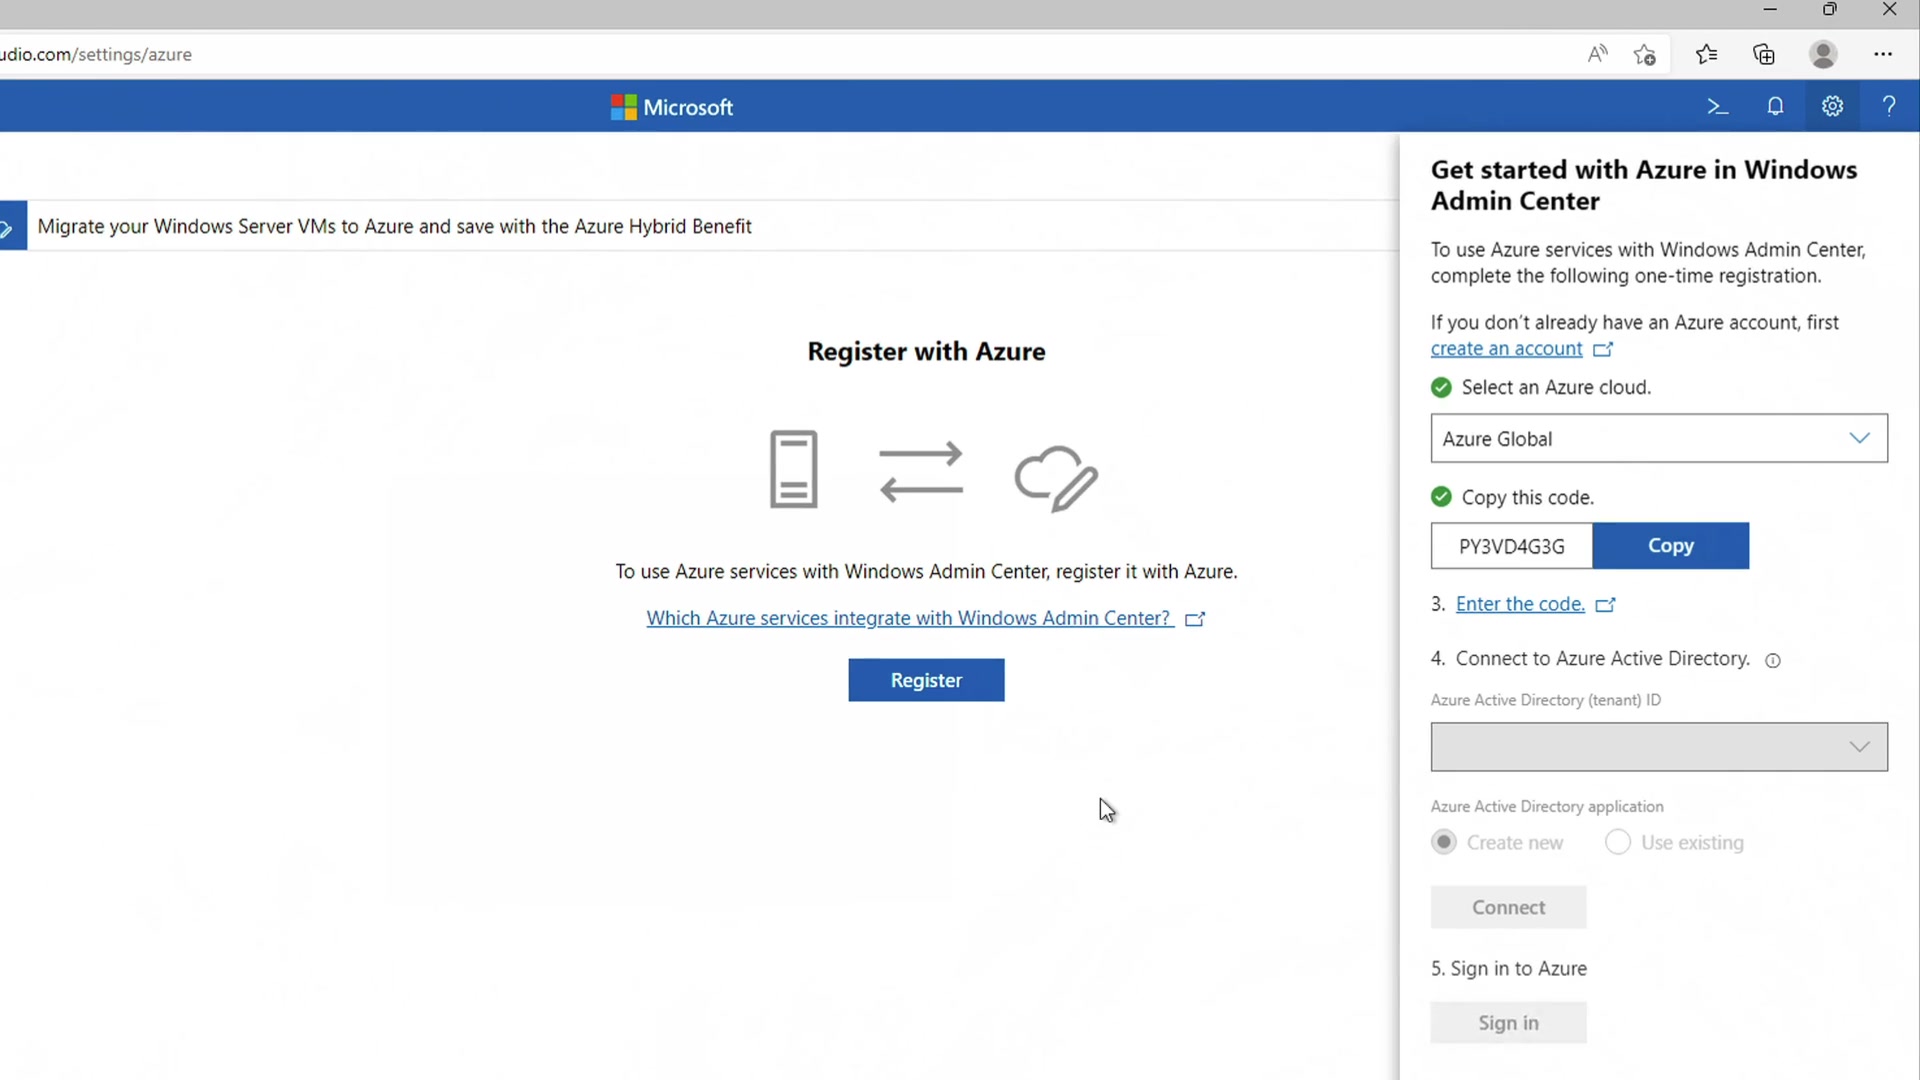 udio.com/settings/azure
Microsoft
Migrate your Windows Server VMs to Azure and save with the Azure Hybrid Benefit
Register with Azure
To use Azure services with Windows Admin Center, register it with Azure.
Which Azure services integrate with Windows Admin Center?
Register
Get started with Azure in Windows
Admin Center
To use Azure services with Windows Admin Center,
complete the following one-time registration.
If you don't already have an Azure account, first
create an account
Select an Azure cloud.
Azure Global
Copy this code.
PY3VD4G3G Copy
3. Enter the code.
4. Connect to Azure Active Directory.
Azure Active Directory (tenant) ID
Azure Active Directory application
Create new Use existing
Connect
5. Sign in to Azure
Sign in